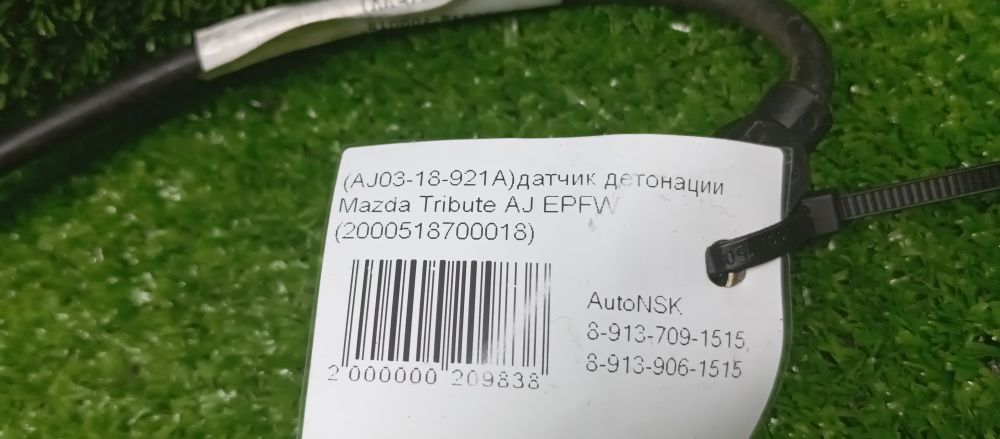 (AJ03-18-921A)датчик детонации
Mazda Tribute AJ EPFW
(2000518700018)
2 000000 209838
AutoNSK
8-913-709-1515,
8-913-906-1515